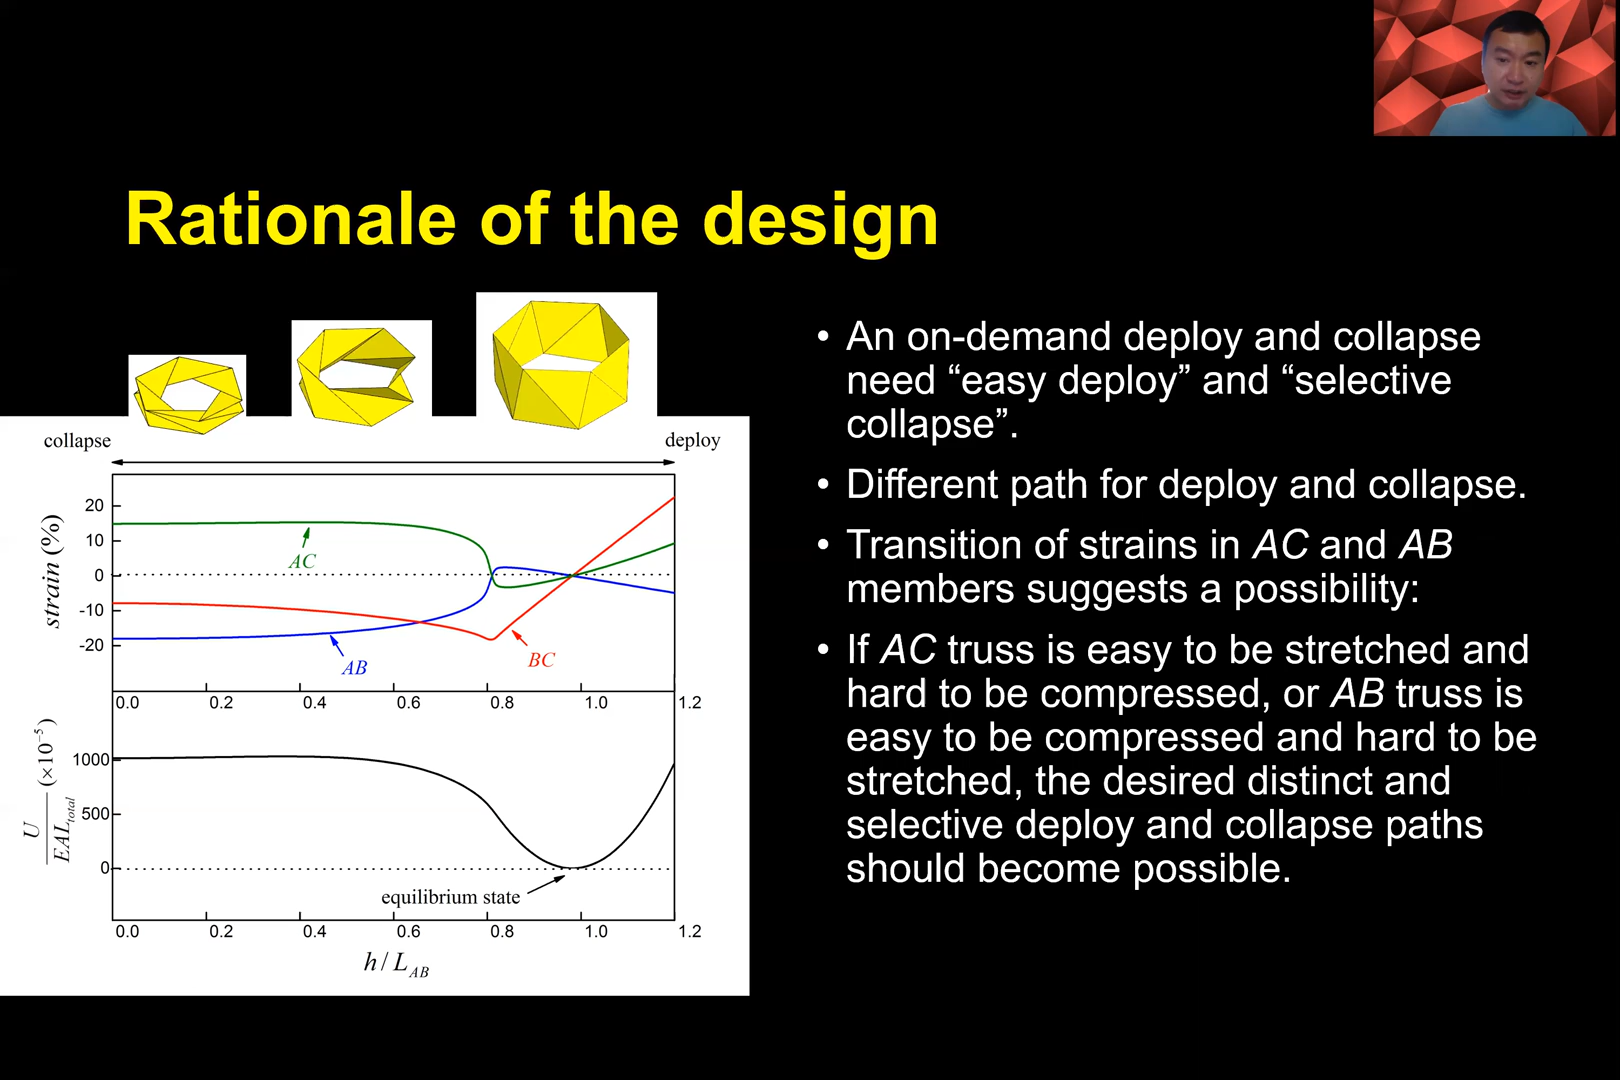 Rationale of the design
collapse
deploy
strain (%)
20
10
0
-10
-20
AC
AB
BC
0.0 0.2 0.4 0.6 0.8 1.0 1.2
U / EALtotal (×10⁻⁵)
1000
500
0
equilibrium state
0.0 0.2 0.4 0.6 0.8 1.0 1.2
h / LAB
• An on-demand deploy and collapse
need “easy deploy” and “selective
collapse”.
• Different path for deploy and collapse.
• Transition of strains in AC and AB
members suggests a possibility:
• If AC truss is easy to be stretched and
hard to be compressed, or AB truss is
easy to be compressed and hard to be
stretched, the desired distinct and
selective deploy and collapse paths
should become possible.